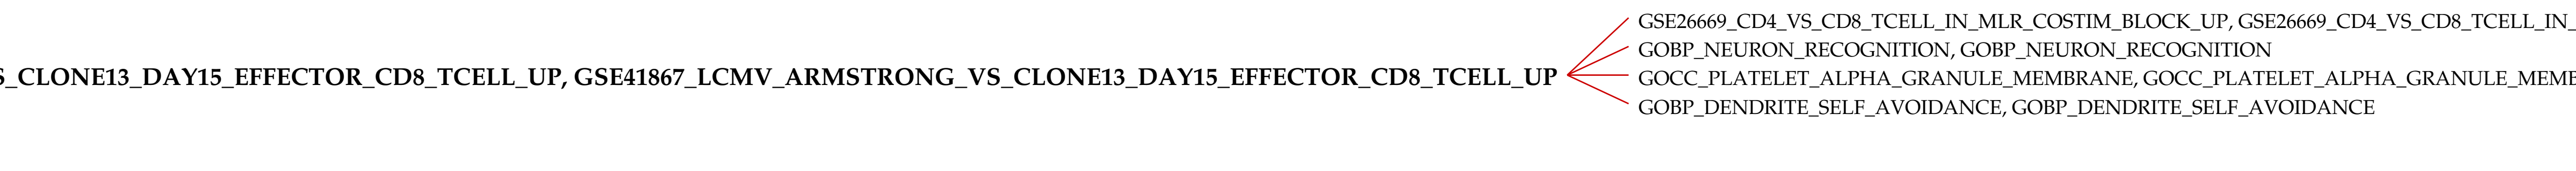 GSE26669_CD4_VS_CD8_TCELL_IN_MLR_COSTIM_BLOCK_UP, GSE26669_CD4_VS_CD8_TCELL_IN_
GOBP_NEURON_RECOGNITION, GOBP_NEURON_RECOGNITION
S_CLONE13_DAY15_EFFECTOR_CD8_TCELL_UP, GSE41867_LCMV_ARMSTRONG_VS_CLONE13_DAY15_EFFECTOR_CD8_TCELL_UP
GOCC_PLATELET_ALPHA_GRANULE_MEMBRANE, GOCC_PLATELET_ALPHA_GRANULE_MEMB
GOBP_DENDRITE_SELF_AVOIDANCE, GOBP_DENDRITE_SELF_AVOIDANCE